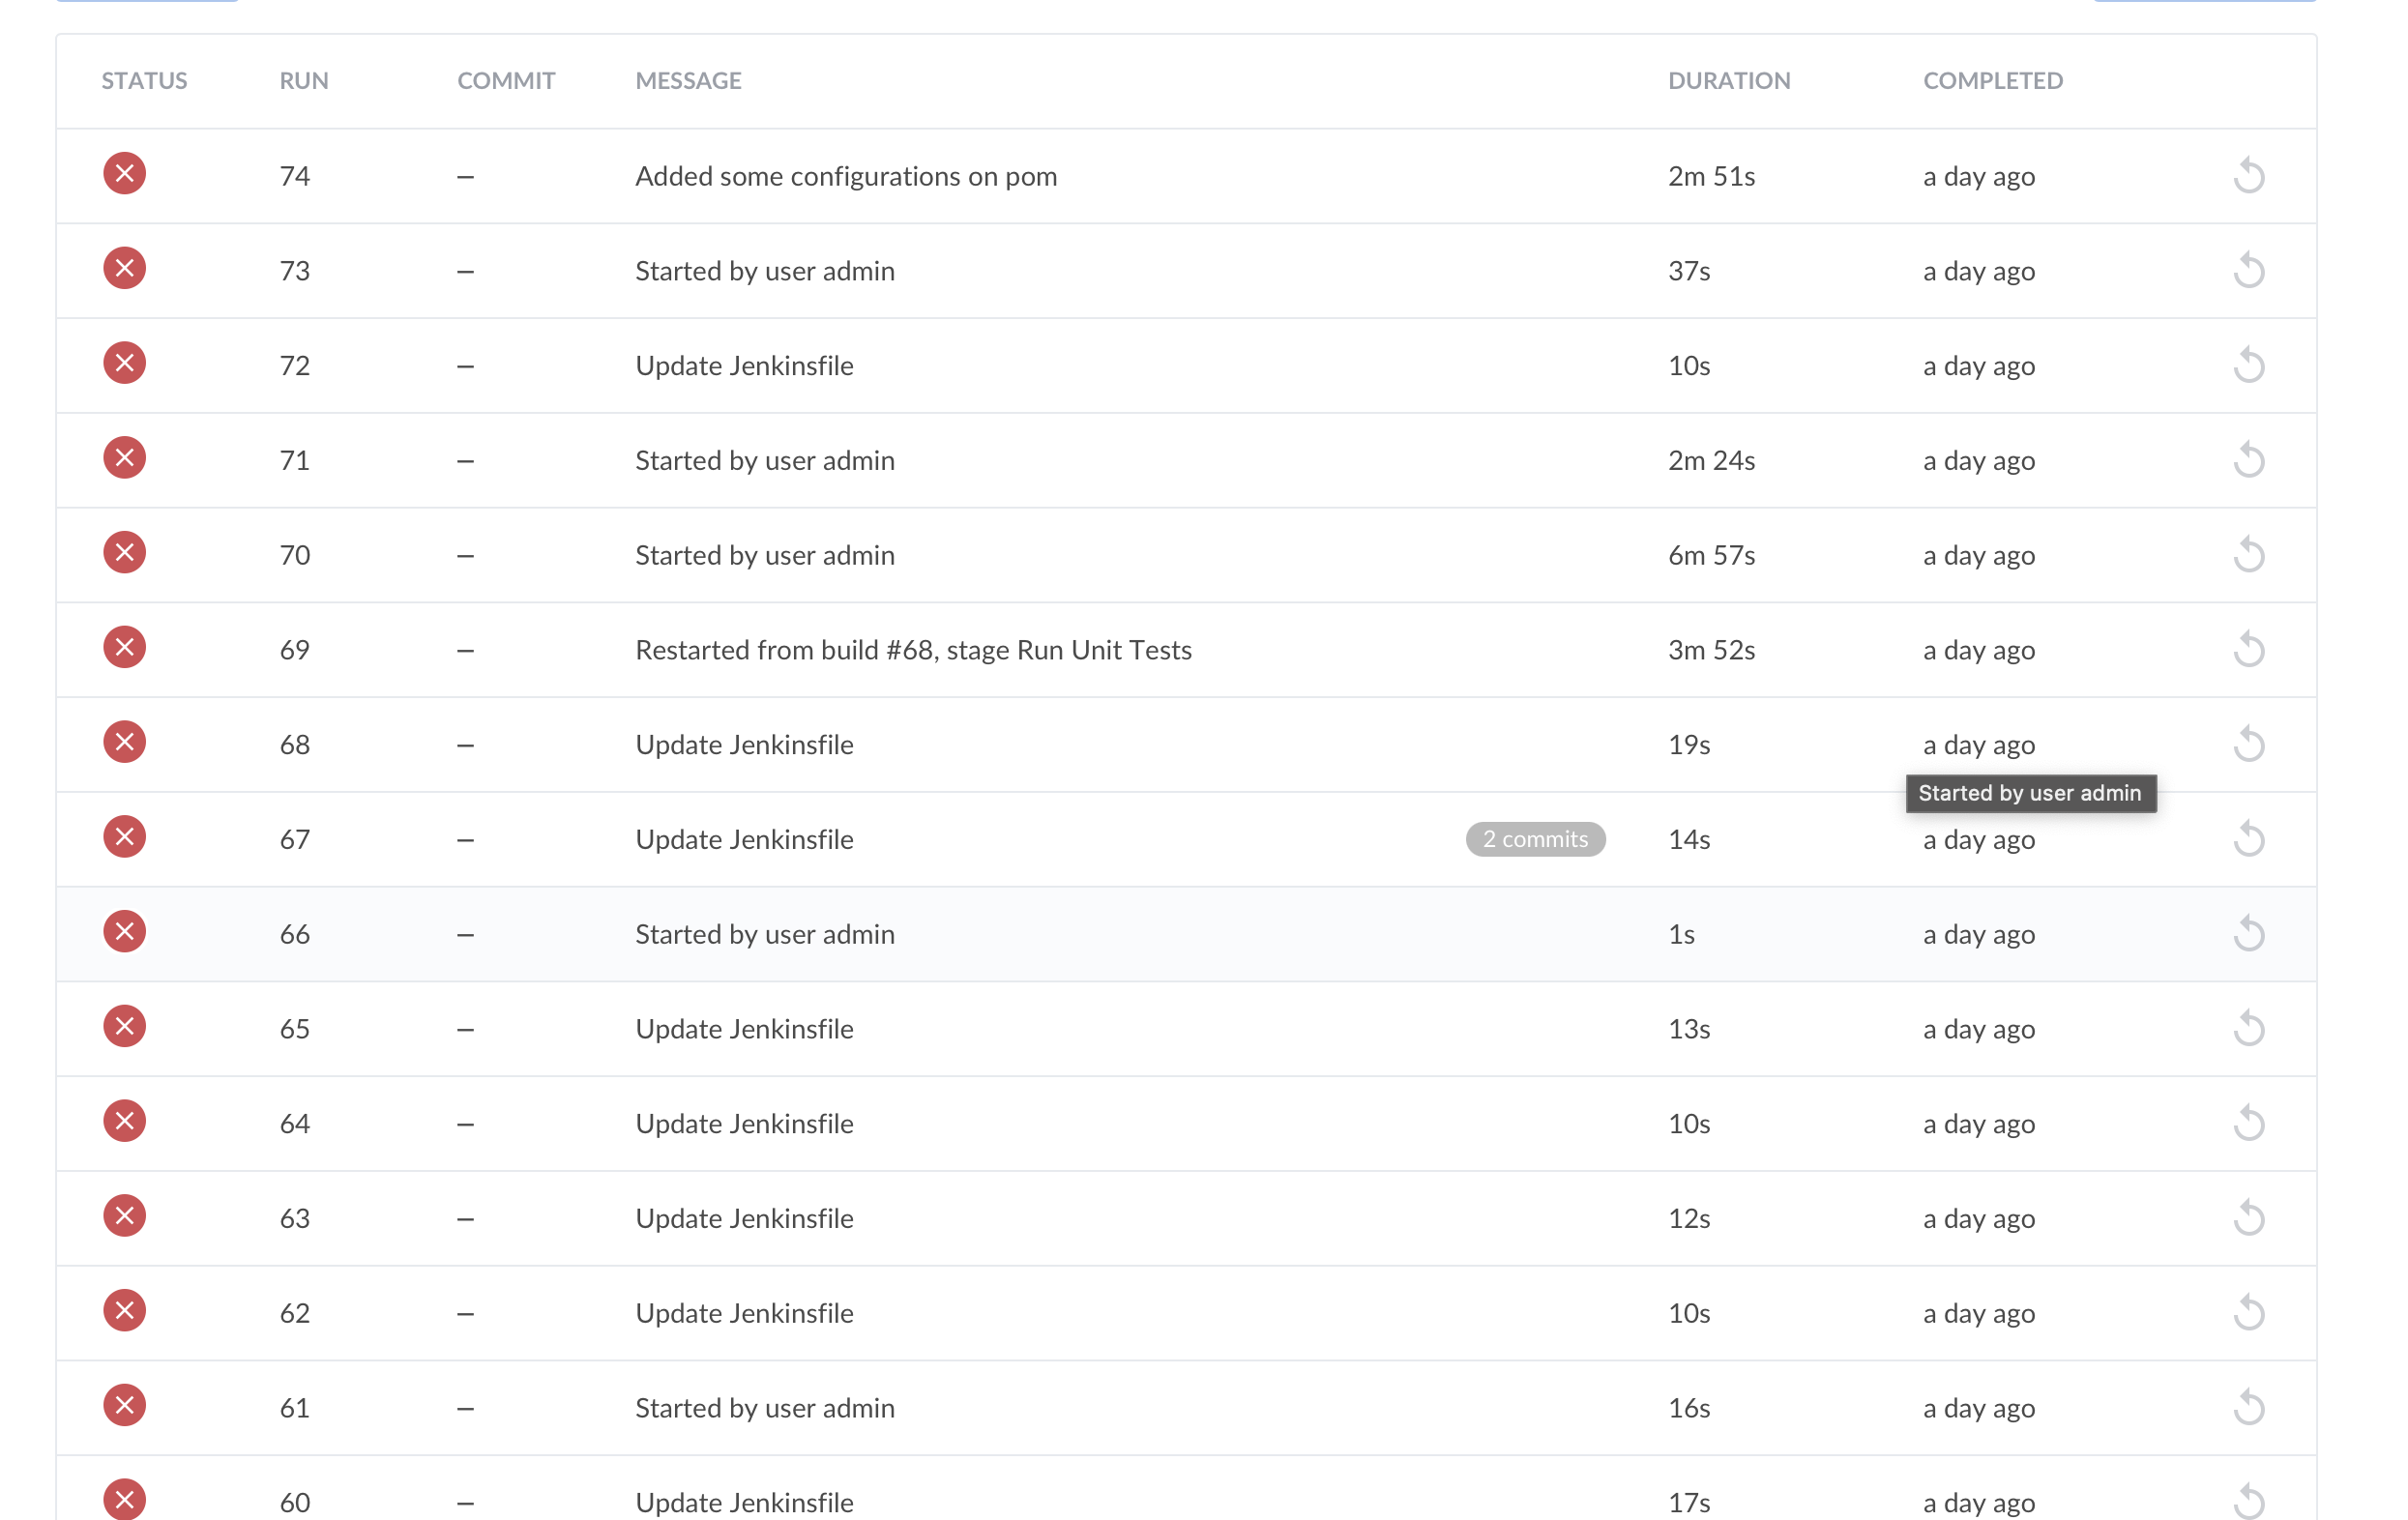 STATUS RUN COMMIT MESSAGE DURATION COMPLETED
74 – Added some configurations on pom 2m 51s a day ago
73 – Started by user admin 37s a day ago
72 – Update Jenkinsfile 10s a day ago
71 – Started by user admin 2m 24s a day ago
70 – Started by user admin 6m 57s a day ago
69 – Restarted from build #68, stage Run Unit Tests 3m 52s a day ago
68 – Update Jenkinsfile 19s a day ago
Started by user admin
67 – Update Jenkinsfile 2 commits 14s a day ago
66 – Started by user admin 1s a day ago
65 – Update Jenkinsfile 13s a day ago
64 – Update Jenkinsfile 10s a day ago
63 – Update Jenkinsfile 12s a day ago
62 – Update Jenkinsfile 10s a day ago
61 – Started by user admin 16s a day ago
60 – Update Jenkinsfile 17s a day ago